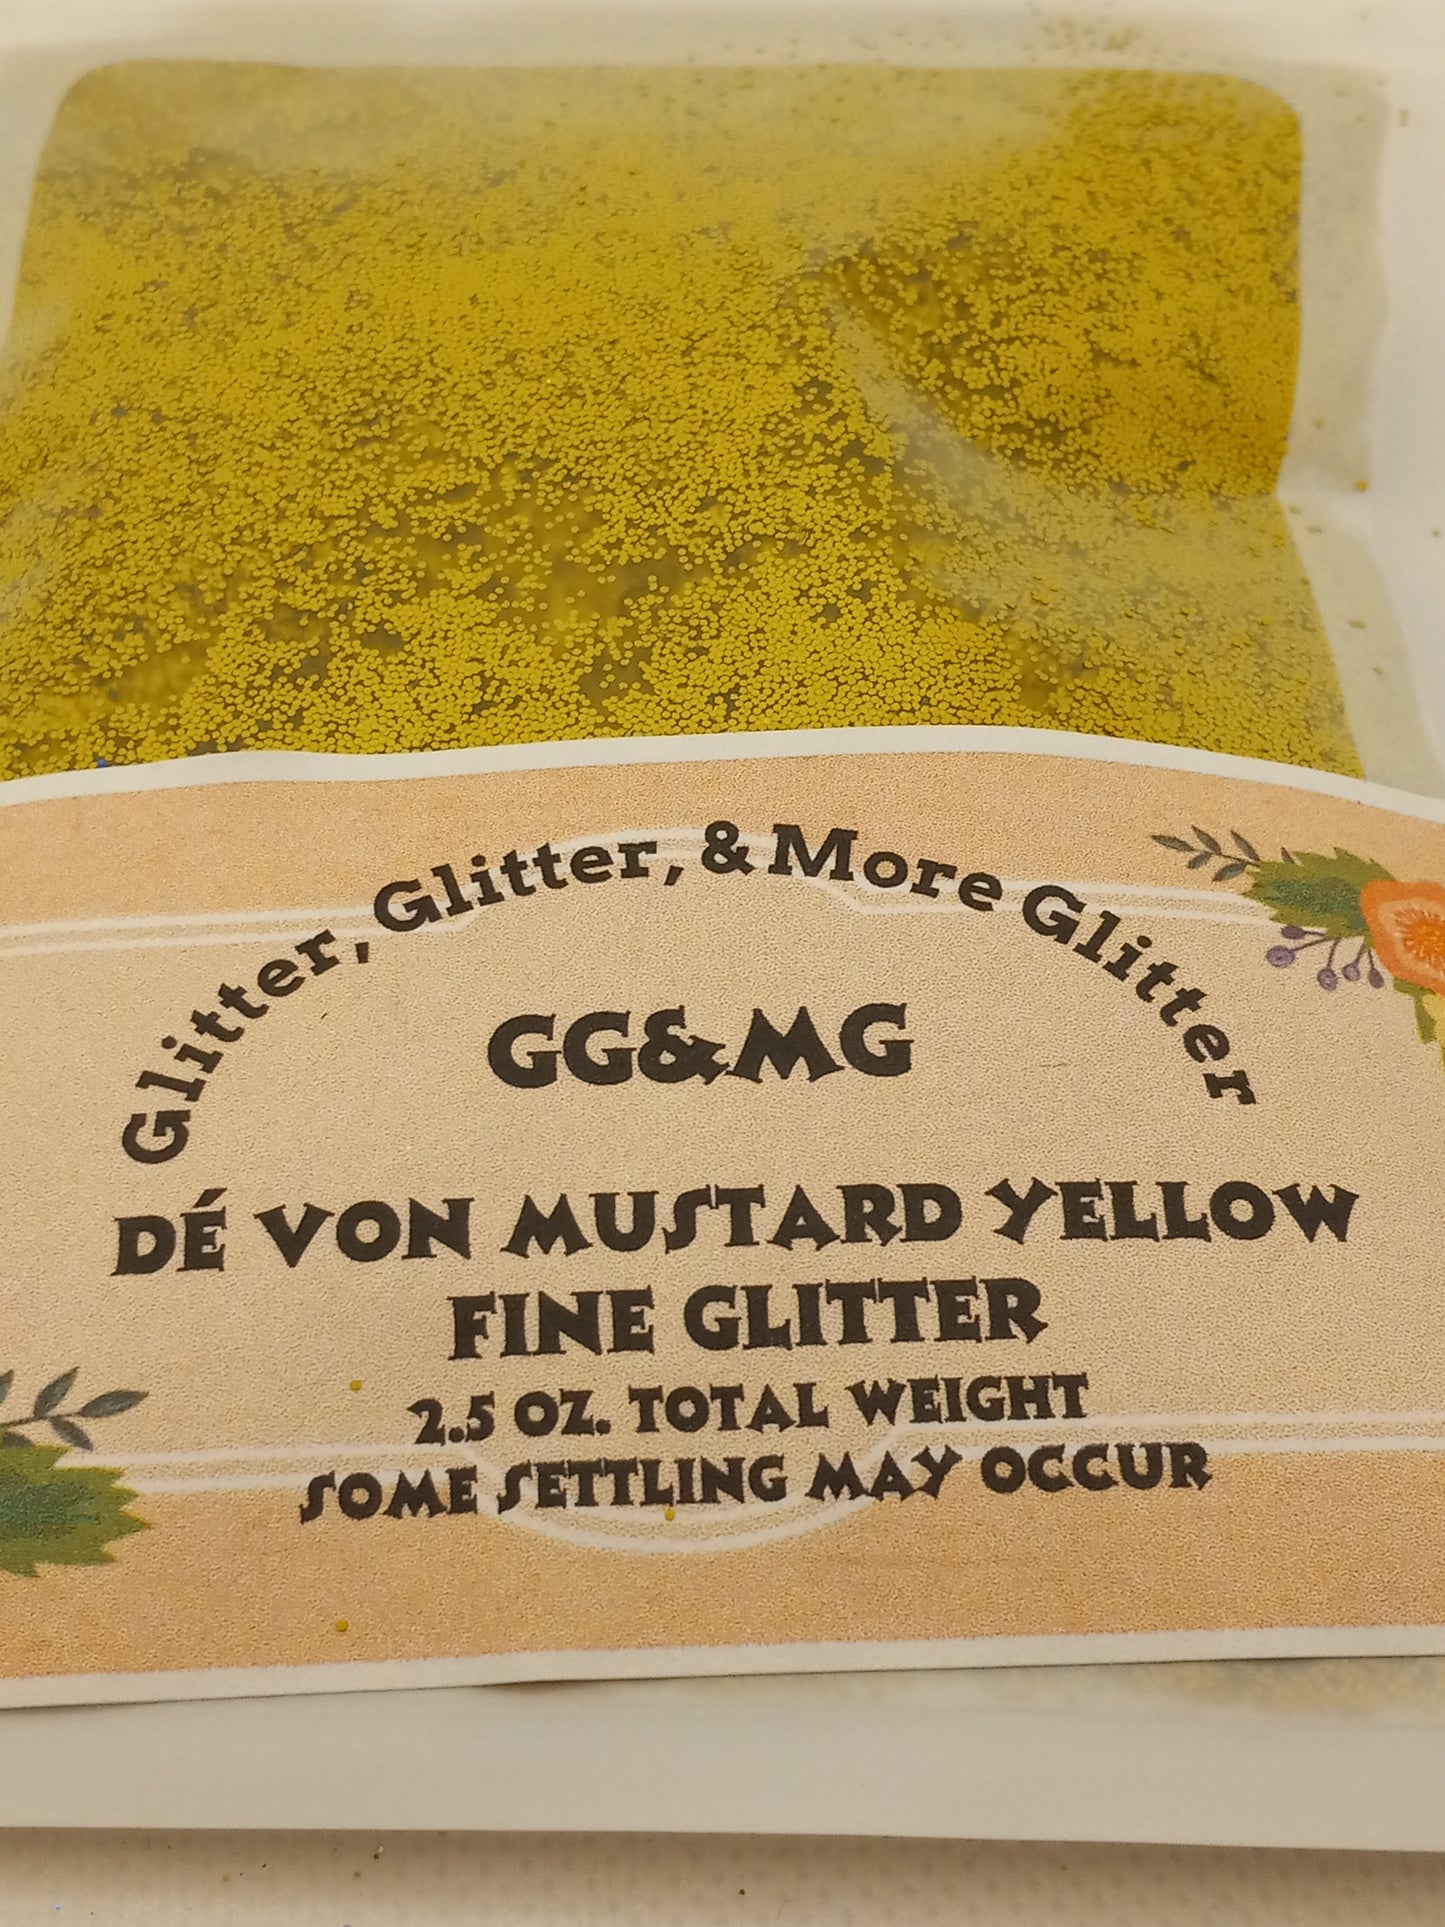 Glitter, Glitter, & More Glitter
GG&MG
DÉ VON MUSTARD YELLOW
FINE GLITTER
2.5 OZ. TOTAL WEIGHT
SOME SETTLING MAY OCCUR